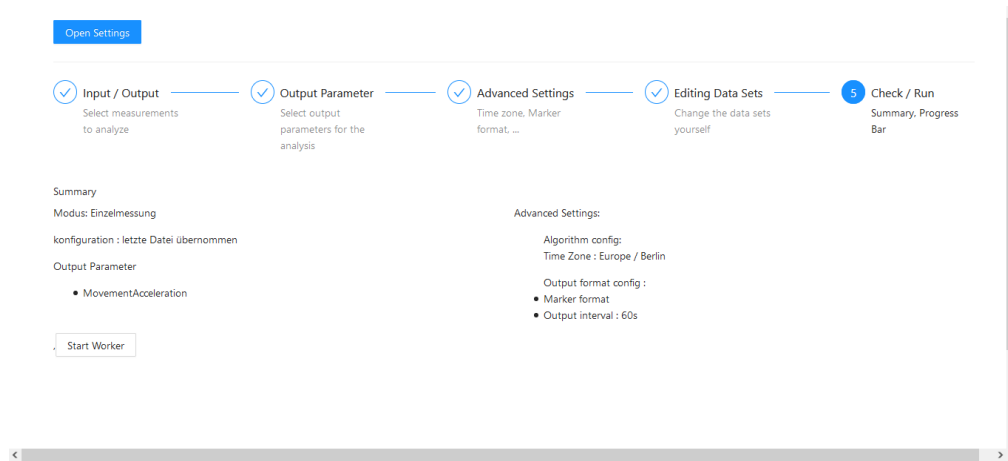 Open Settings
Input / Output
Select measurements
to analyze
Output Parameter
Select output
parameters for the
analysis
Advanced Settings
Time zone, Marker
format, ...
Editing Data Sets
Change the data sets
yourself
5
Check / Run
Summary, Progress
Bar
Summary
Modus: Einzelmessung
konfiguration : letzte Datei übernommen
Output Parameter
MovementAcceleration
Advanced Settings:
Algorithm config:
Time Zone : Europe / Berlin
Output format config :
Marker format
Output interval : 60s
, Start Worker